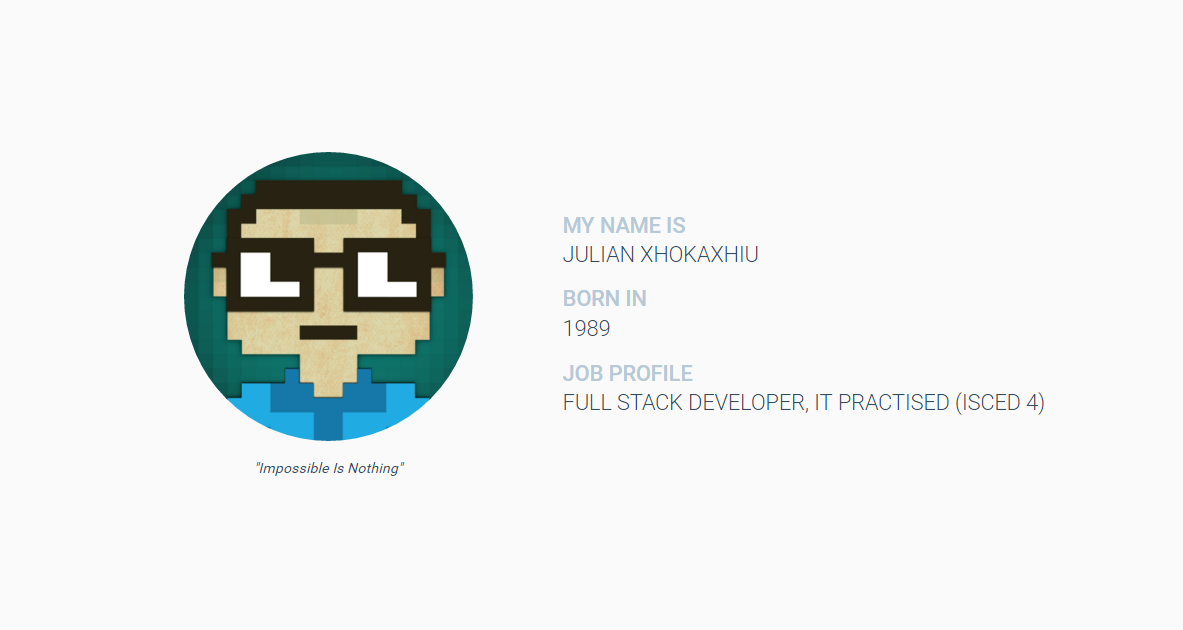 "Impossible Is Nothing"
MY NAME IS
JULIAN XHOKAXHIU
BORN IN
1989
JOB PROFILE
FULL STACK DEVELOPER, IT PRACTISED (ISCED 4)